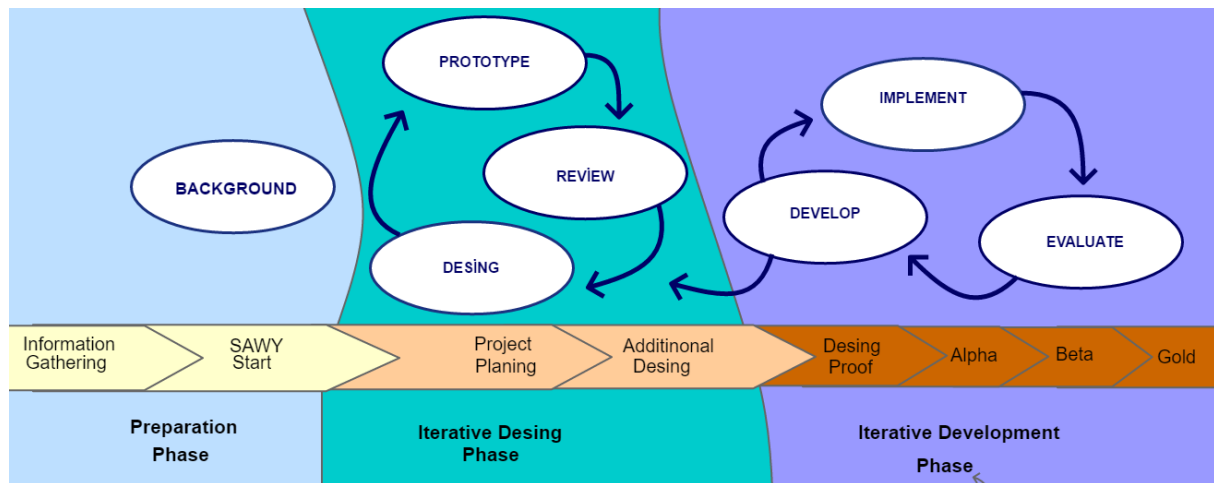 PROTOTYPE
IMPLEMENT
BACKGROUND
REVİEW
DEVELOP
EVALUATE
DESİNG
Information
Gathering
SAWY
Start
Project
Planing
Additinonal
Desing
Desing
Proof
Alpha
Beta
Gold
Preparation
Phase
Iterative Desing
Phase
Iterative Development
Phase